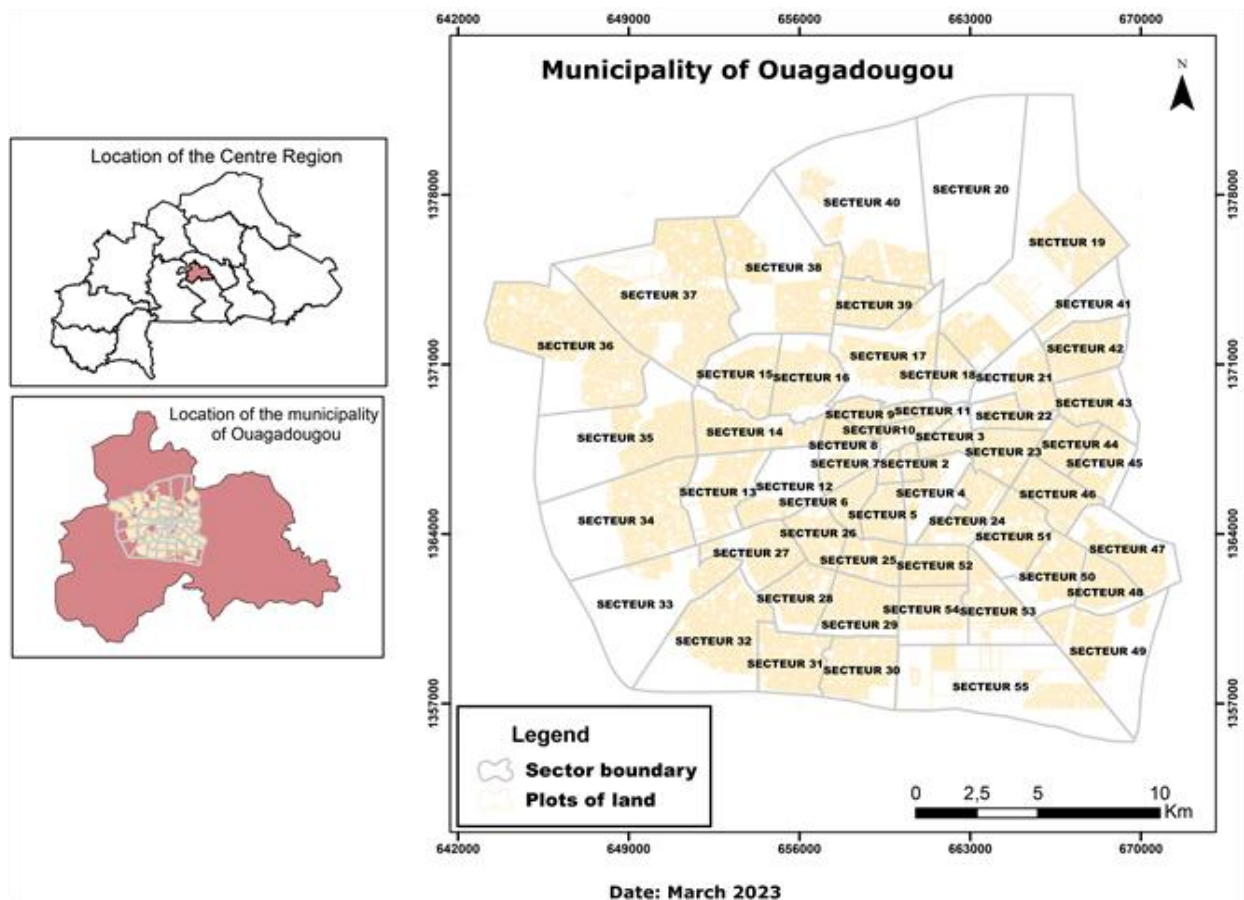 642000 649000 656000 663000 670000
Municipality of Ouagadougou
N
Location of the Centre Region
1378000 1378000
SECTEUR 20
SECTEUR 40
SECTEUR 19
SECTEUR 38
SECTEUR 37
SECTEUR 41
SECTEUR 39
SECTEUR 36
SECTEUR 42
SECTEUR 17
1371000 1371000
SECTEUR 15 SECTEUR 16 SECTEUR 18 SECTEUR 21
SECTEUR 43
SECTEUR 9 SECTEUR 11 SECTEUR 22
Location of the municipality
of Ouagadougou
SECTEUR 35 SECTEUR 14 SECTEUR10 SECTEUR 3
SECTEUR 8 SECTEUR 44
SECTEUR 23
SECTEUR 7 SECTEUR 2 SECTEUR 45
SECTEUR 12
SECTEUR 13 SECTEUR 4 SECTEUR 46
SECTEUR 6
SECTEUR 5
SECTEUR 34 SECTEUR 24
1364000 1364000
SECTEUR 26 SECTEUR 51
SECTEUR 27 SECTEUR 47
SECTEUR 25 SECTEUR 52
SECTEUR 50
SECTEUR 48
SECTEUR 33 SECTEUR 28
SECTEUR 54 SECTEUR 53
SECTEUR 29
SECTEUR 32
SECTEUR 49
SECTEUR 31 SECTEUR 30
SECTEUR 55
1357000 1357000
Legend
Sector boundary
Plots of land
0 2,5 5 10
Km
642000 649000 656000 663000 670000
Date: March 2023